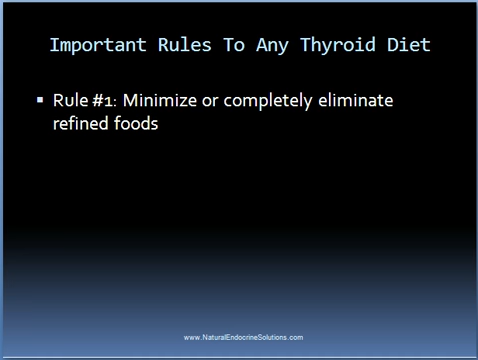 Important Rules To Any Thyroid Diet
▪ Rule #1: Minimize or completely eliminate
refined foods
www.NaturalEndocrineSolutions.com